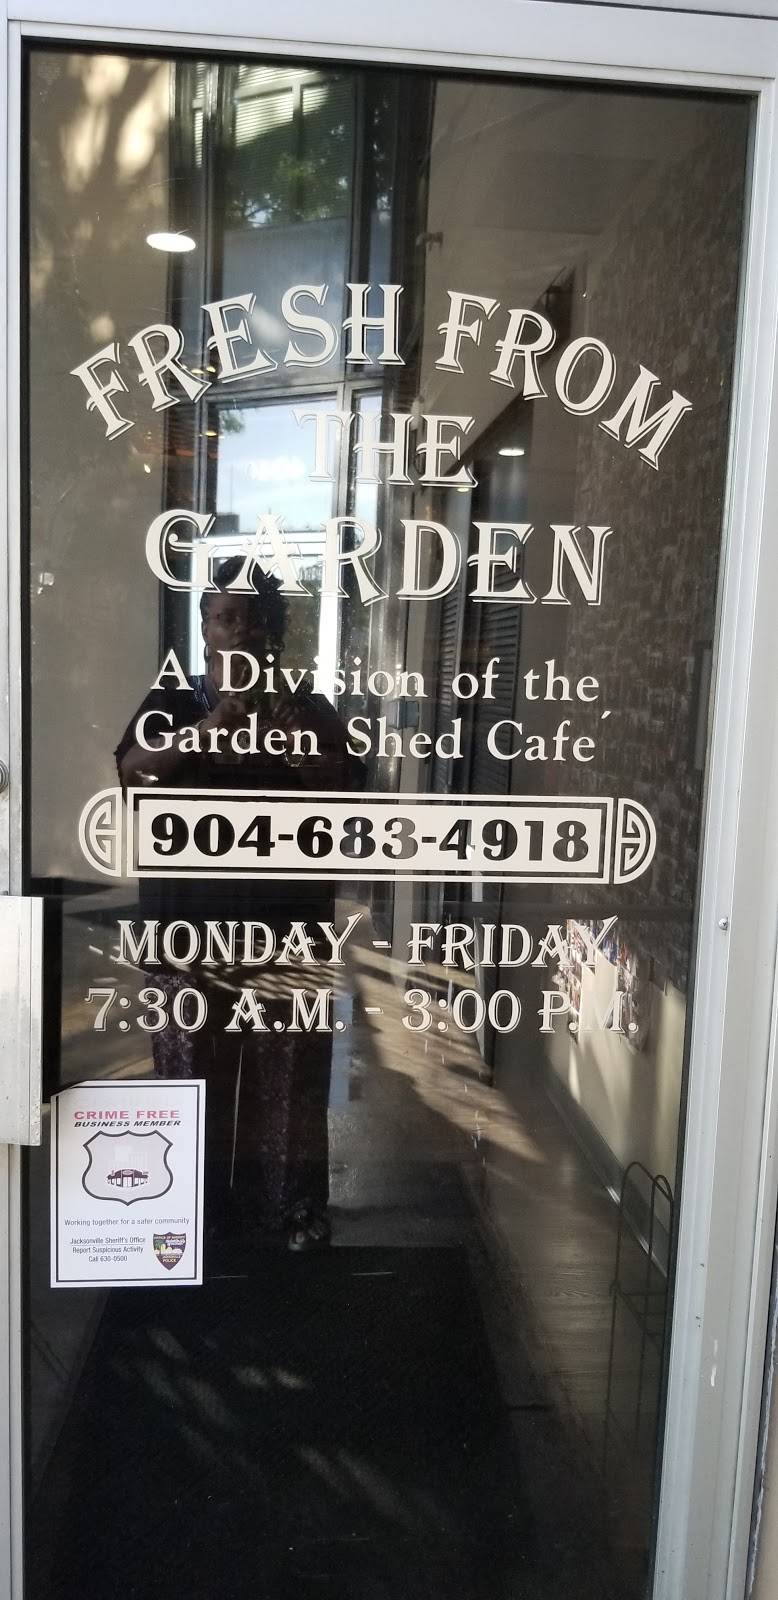 FRESH FROM
THE
GARDEN
A Division of the
Garden Shed Cafe´
904-683-4918
MONDAY - FRIDAY
7:30 A.M. - 3:00 P.M.
CRIME FREE
BUSINESS MEMBER
Working together for a safer community
Jacksonville Sheriff's Office
Report Suspicious Activity
Call 630-0500
POLICE